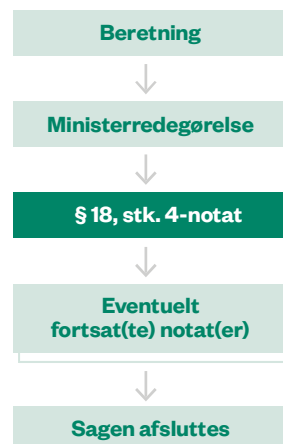 Beretning
Ministerredegørelse
§ 18, stk. 4-notat
Eventuelt
fortsat(te) notat(er)
Sagen afsluttes